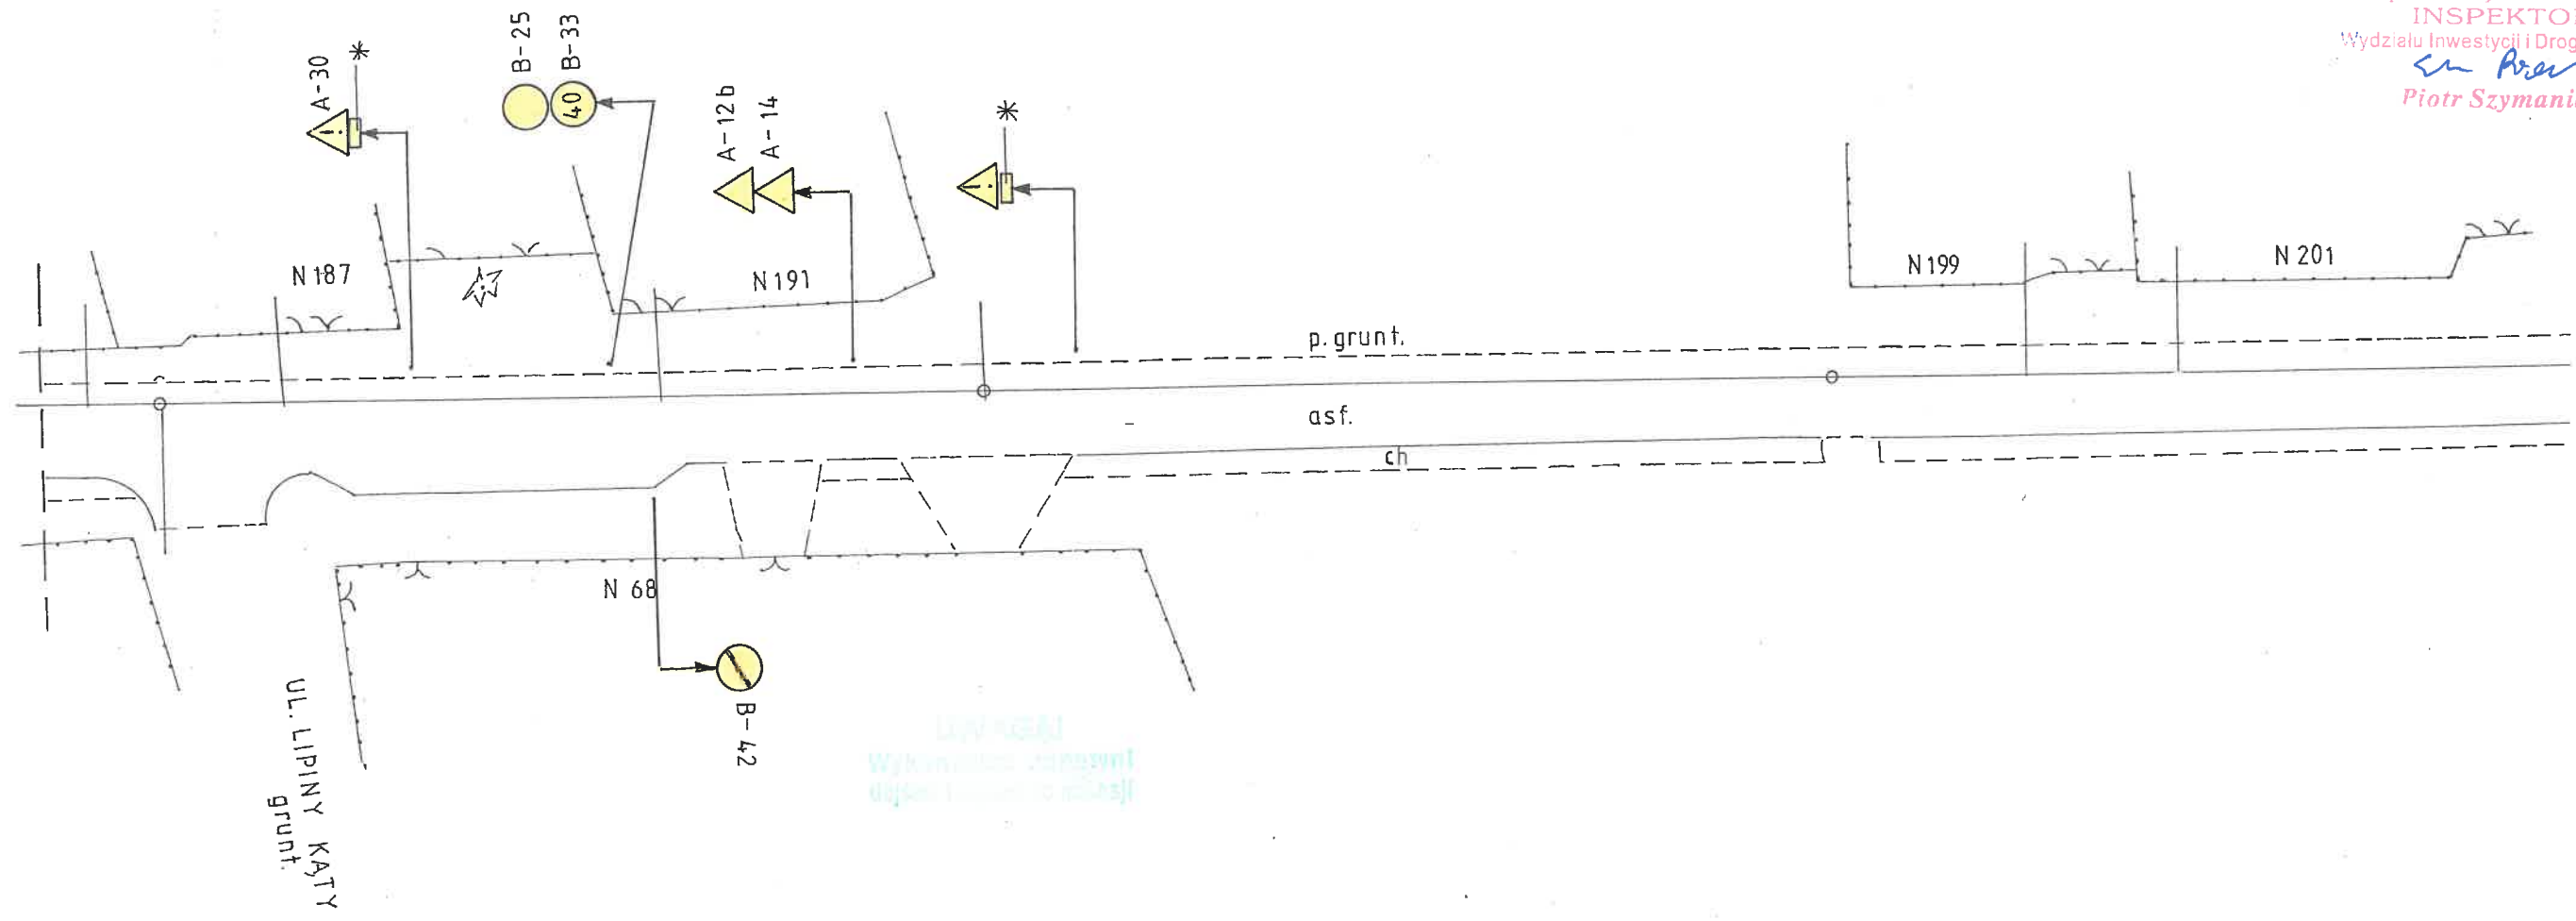 INSPEKTO
Wydziału Inwestycji i Drog
Piotr Szymani
A-30
*
B-25
B-33
40
A-12b
A-14
*
!
!
N 187
N 191
N 199
N 201
p. grunt.
asf.
ch
N 68
B-42
UL. LIPINY KĄTY
grunt.